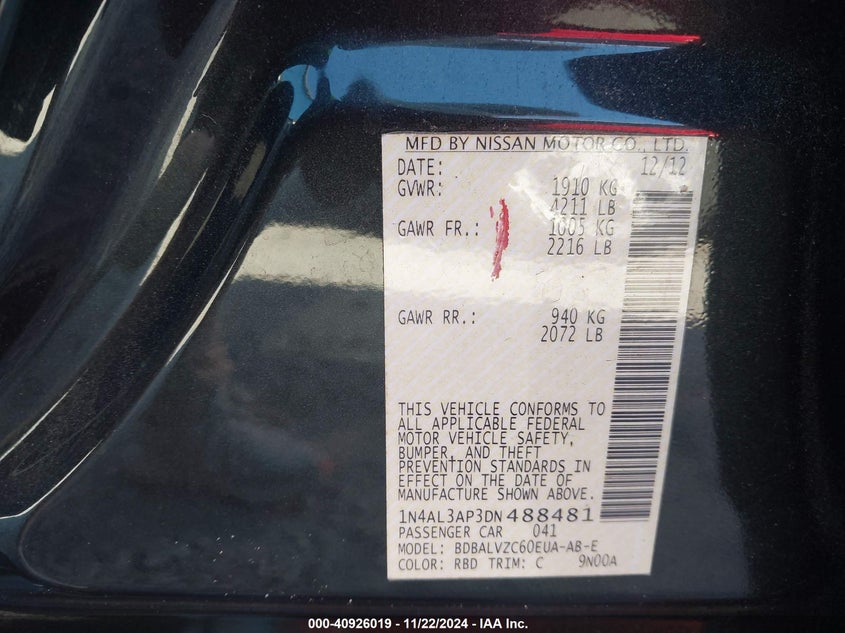 MFD BY NISSAN MOTOR CO., LTD.
DATE: 12/12
GVWR: 1910 KG
4211 LB
GAWR FR.: 1005 KG
2216 LB
GAWR RR.: 940 KG
2072 LB
THIS VEHICLE CONFORMS TO
ALL APPLICABLE FEDERAL
MOTOR VEHICLE SAFETY,
BUMPER, AND THEFT
PREVENTION STANDARDS IN
EFFECT ON THE DATE OF
MANUFACTURE SHOWN ABOVE.
1N4AL3AP3DN488481
PASSENGER CAR 041
MODEL: BDBALVZC60EUA-AB-E
COLOR: RBD TRIM: C 9N00A
000-40926019 - 11/22/2024 - IAA Inc.